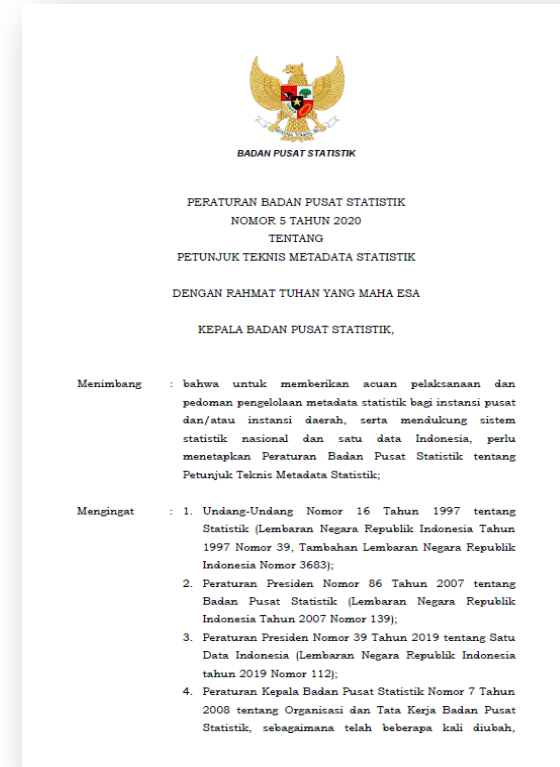 BADAN PUSAT STATISTIK
PERATURAN BADAN PUSAT STATISTIK
NOMOR 5 TAHUN 2020
TENTANG
PETUNJUK TEKNIS METADATA STATISTIK
DENGAN RAHMAT TUHAN YANG MAHA ESA
KEPALA BADAN PUSAT STATISTIK,
Menimbang : bahwa untuk memberikan acuan pelaksanaan dan
pedoman pengelolaan metadata statistik bagi instansi pusat
dan/atau instansi daerah, serta mendukung sistem
statistik nasional dan satu data Indonesia, perlu
menetapkan Peraturan Badan Pusat Statistik tentang
Petunjuk Teknis Metadata Statistik;
Mengingat : 1. Undang-Undang Nomor 16 Tahun 1997 tentang
Statistik (Lembaran Negara Republik Indonesia Tahun
1997 Nomor 39, Tambahan Lembaran Negara Republik
Indonesia Nomor 3683);
2. Peraturan Presiden Nomor 86 Tahun 2007 tentang
Badan Pusat Statistik (Lembaran Negara Republik
Indonesia Tahun 2007 Nomor 139);
3. Peraturan Presiden Nomor 39 Tahun 2019 tentang Satu
Data Indonesia (Lembaran Negara Republik Indonesia
tahun 2019 Nomor 112);
4. Peraturan Kepala Badan Pusat Statistik Nomor 7 Tahun
2008 tentang Organisasi dan Tata Kerja Badan Pusat
Statistik, sebagaimana telah beberapa kali diubah,